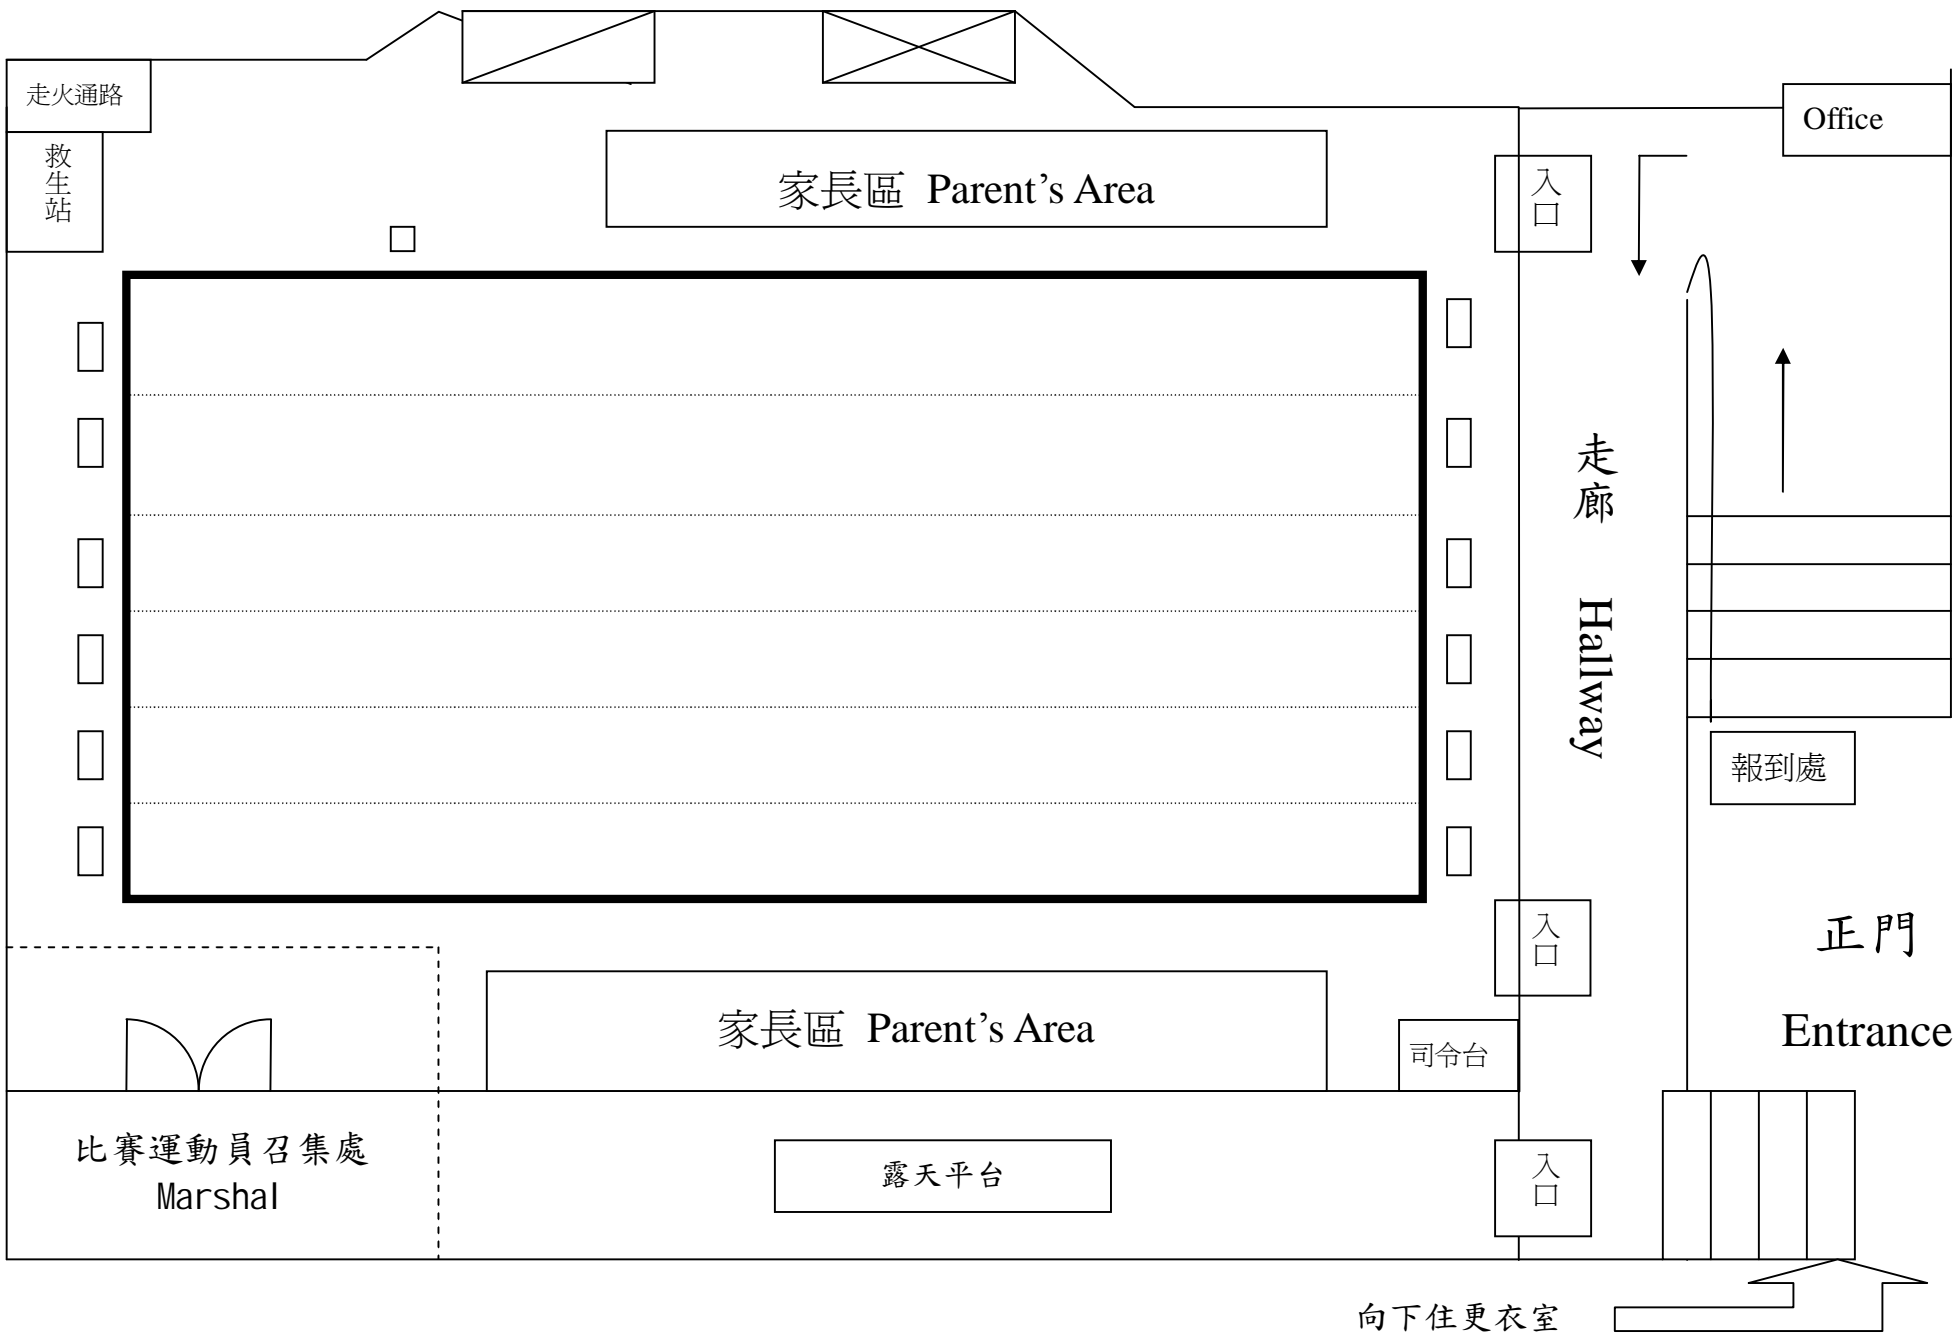 走火通路
Office
救生站
家長區 Parent's Area
入口
走廊 Hallway
報到處
入口
正門
Entrance
家長區 Parent's Area
司令台
比賽運動員召集處
Marshal
露天平台
入口
向下住更衣室